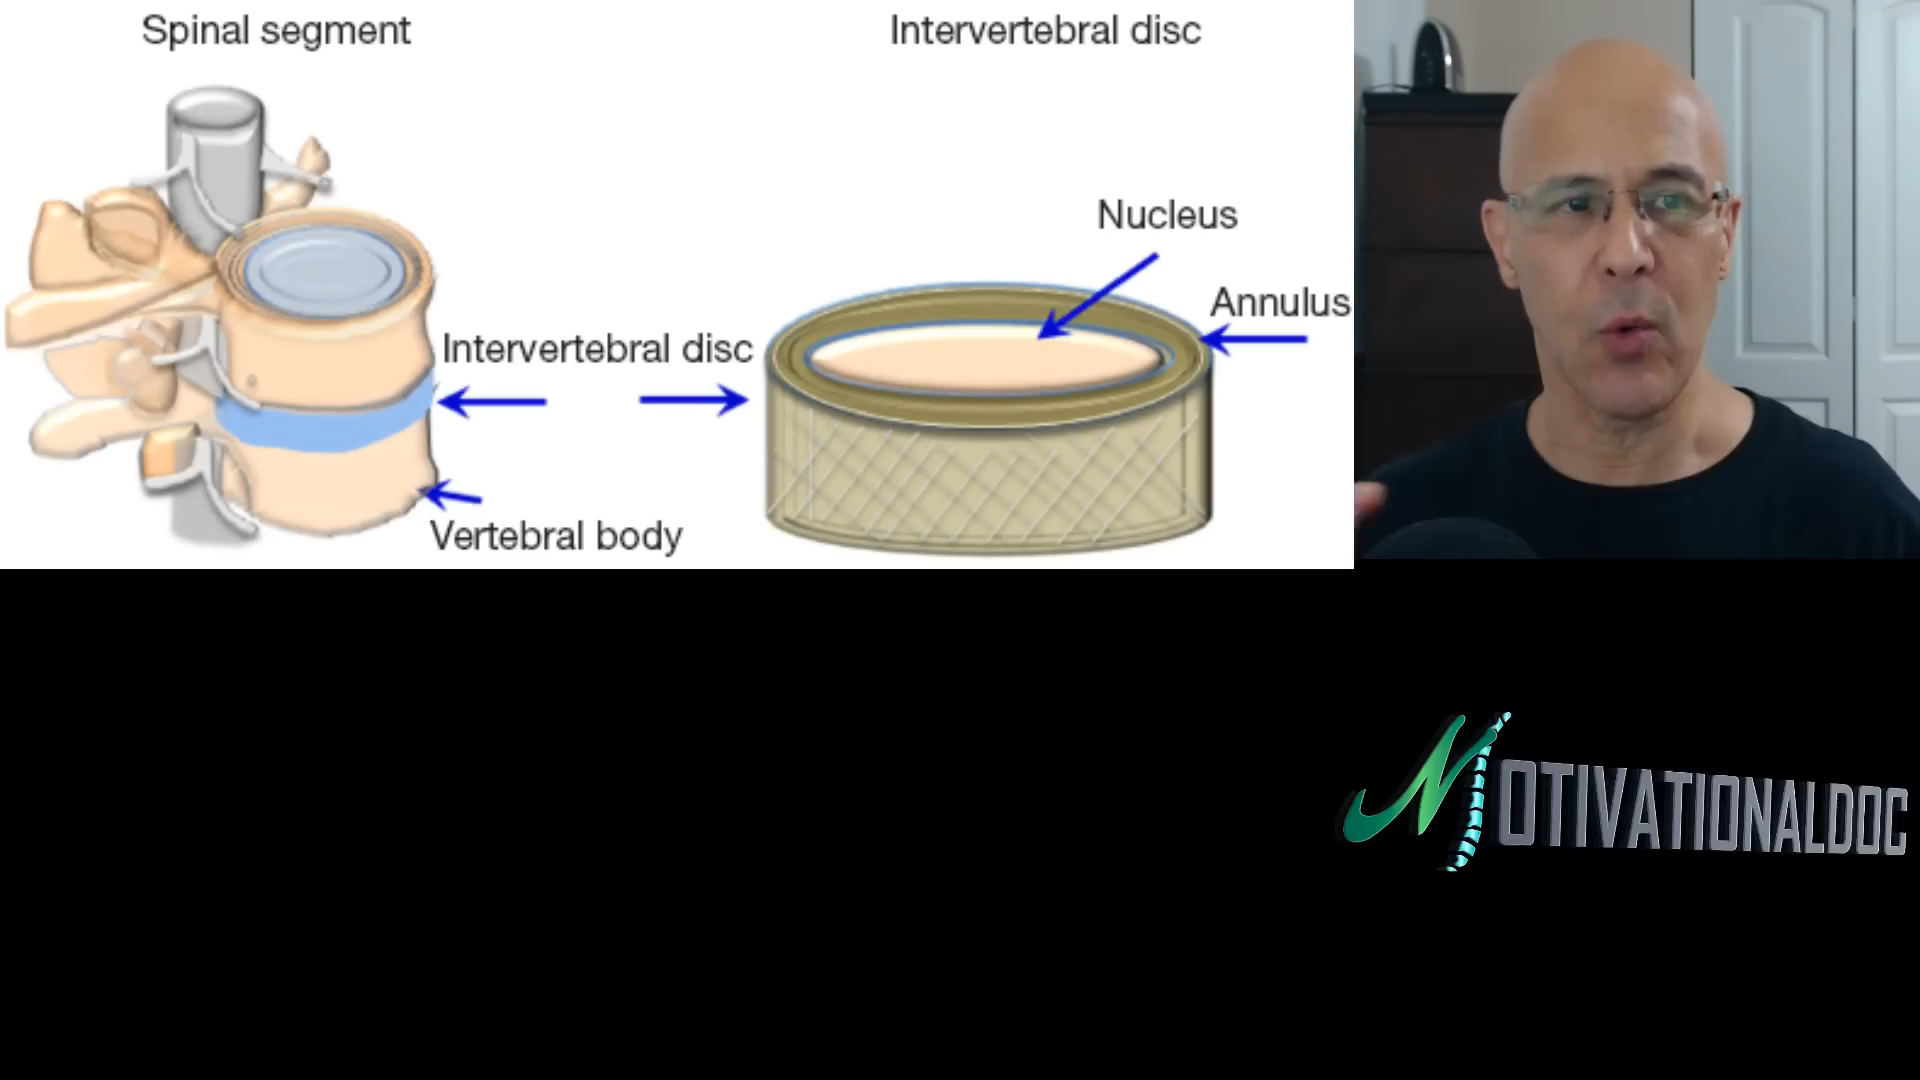 Spinal segment
Intervertebral disc
Nucleus
Annulus
Intervertebral disc
Vertebral body
MOTIVATIONALDOC